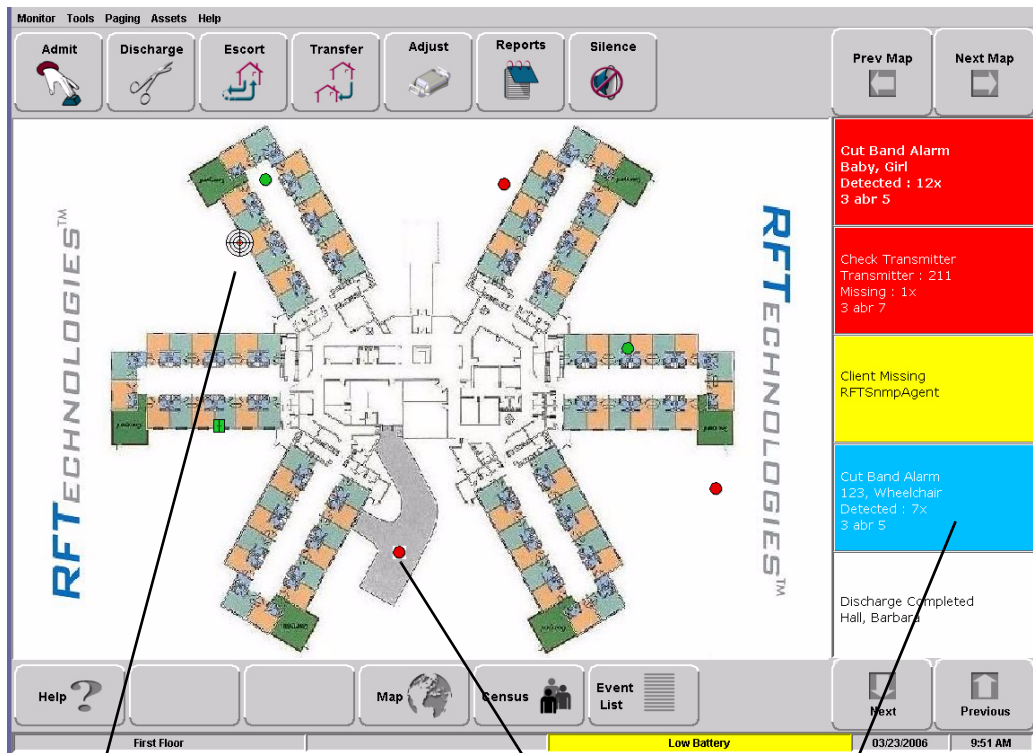 Monitor Tools Paging Assets Help
Admit
Discharge
Escort
Transfer
Adjust
Reports
Silence
Prev Map
Next Map
RFTECHNOLOGIES™
RFTECHNOLOGIES™
Cut Band Alarm
Baby, Girl
Detected : 12x
3 abr 5
Check Transmitter
Transmitter : 211
Missing : 1x
3 abr 7
Client Missing
RFTSnmpAgent
Cut Band Alarm
123, Wheelchair
Detected : 7x
3 abr 5
Discharge Completed
Hall, Barbara
Help
Map
Census
Event
List
Next
Previous
First Floor
Low Battery
03/23/2006
9:51 AM